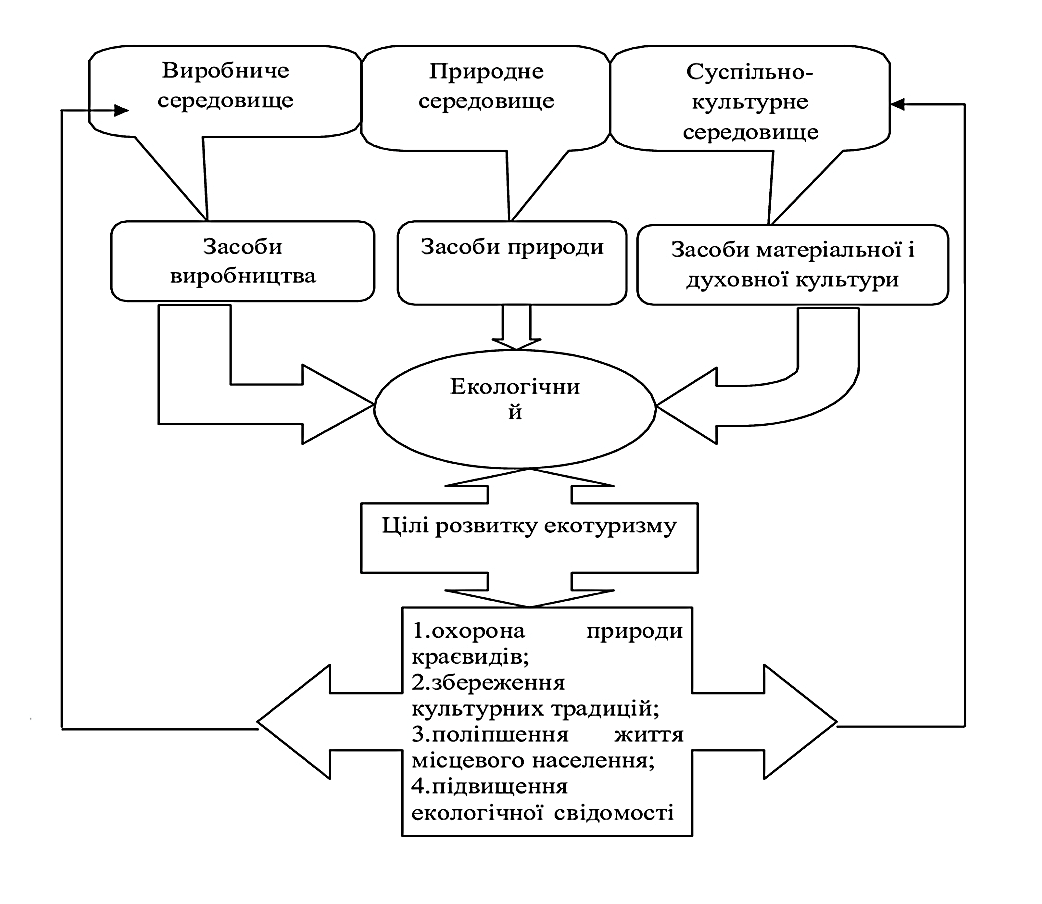 Виробниче
середовище
Природне
середовище
Суспільно-
культурне
середовище
Засоби
виробництва
Засоби природи
Засоби матеріальної і
духовної культури
Екологічни
й
Цілі розвитку екотуризму
1.охорона природи
краєвидів;
2.збереження
культурних традицій;
3.поліпшення життя
місцевого населення;
4.підвищення
екологічної свідомості